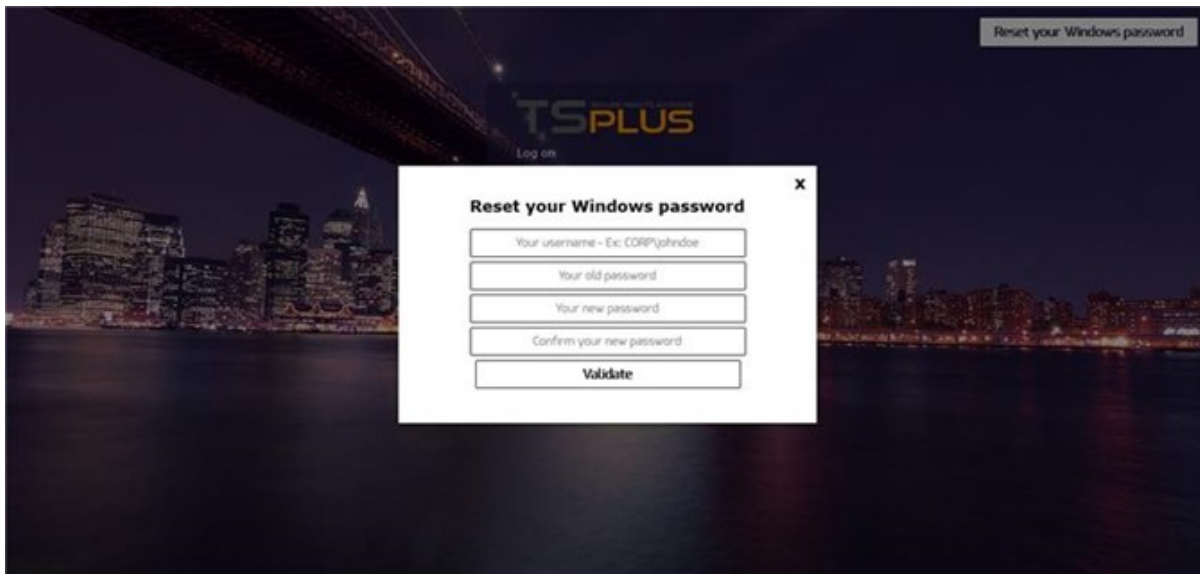 Reset your Windows password
TSPLUS
Log on
X
Reset your Windows password
Your username - Ex: CORP\johndoe
Your old password
Your new password
Confirm your new password
Validate